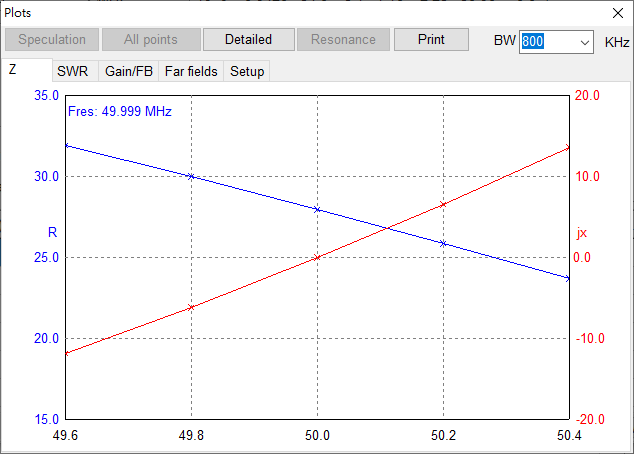 Plots
Speculation All points Detailed Resonance Print BW 800 KHz
Z SWR Gain/FB Far fields Setup
35.0 20.0
Fres: 49.999 MHz
30.0 10.0
R jx
25.0 0.0
20.0 -10.0
15.0 -20.0
49.6 49.8 50.0 50.2 50.4